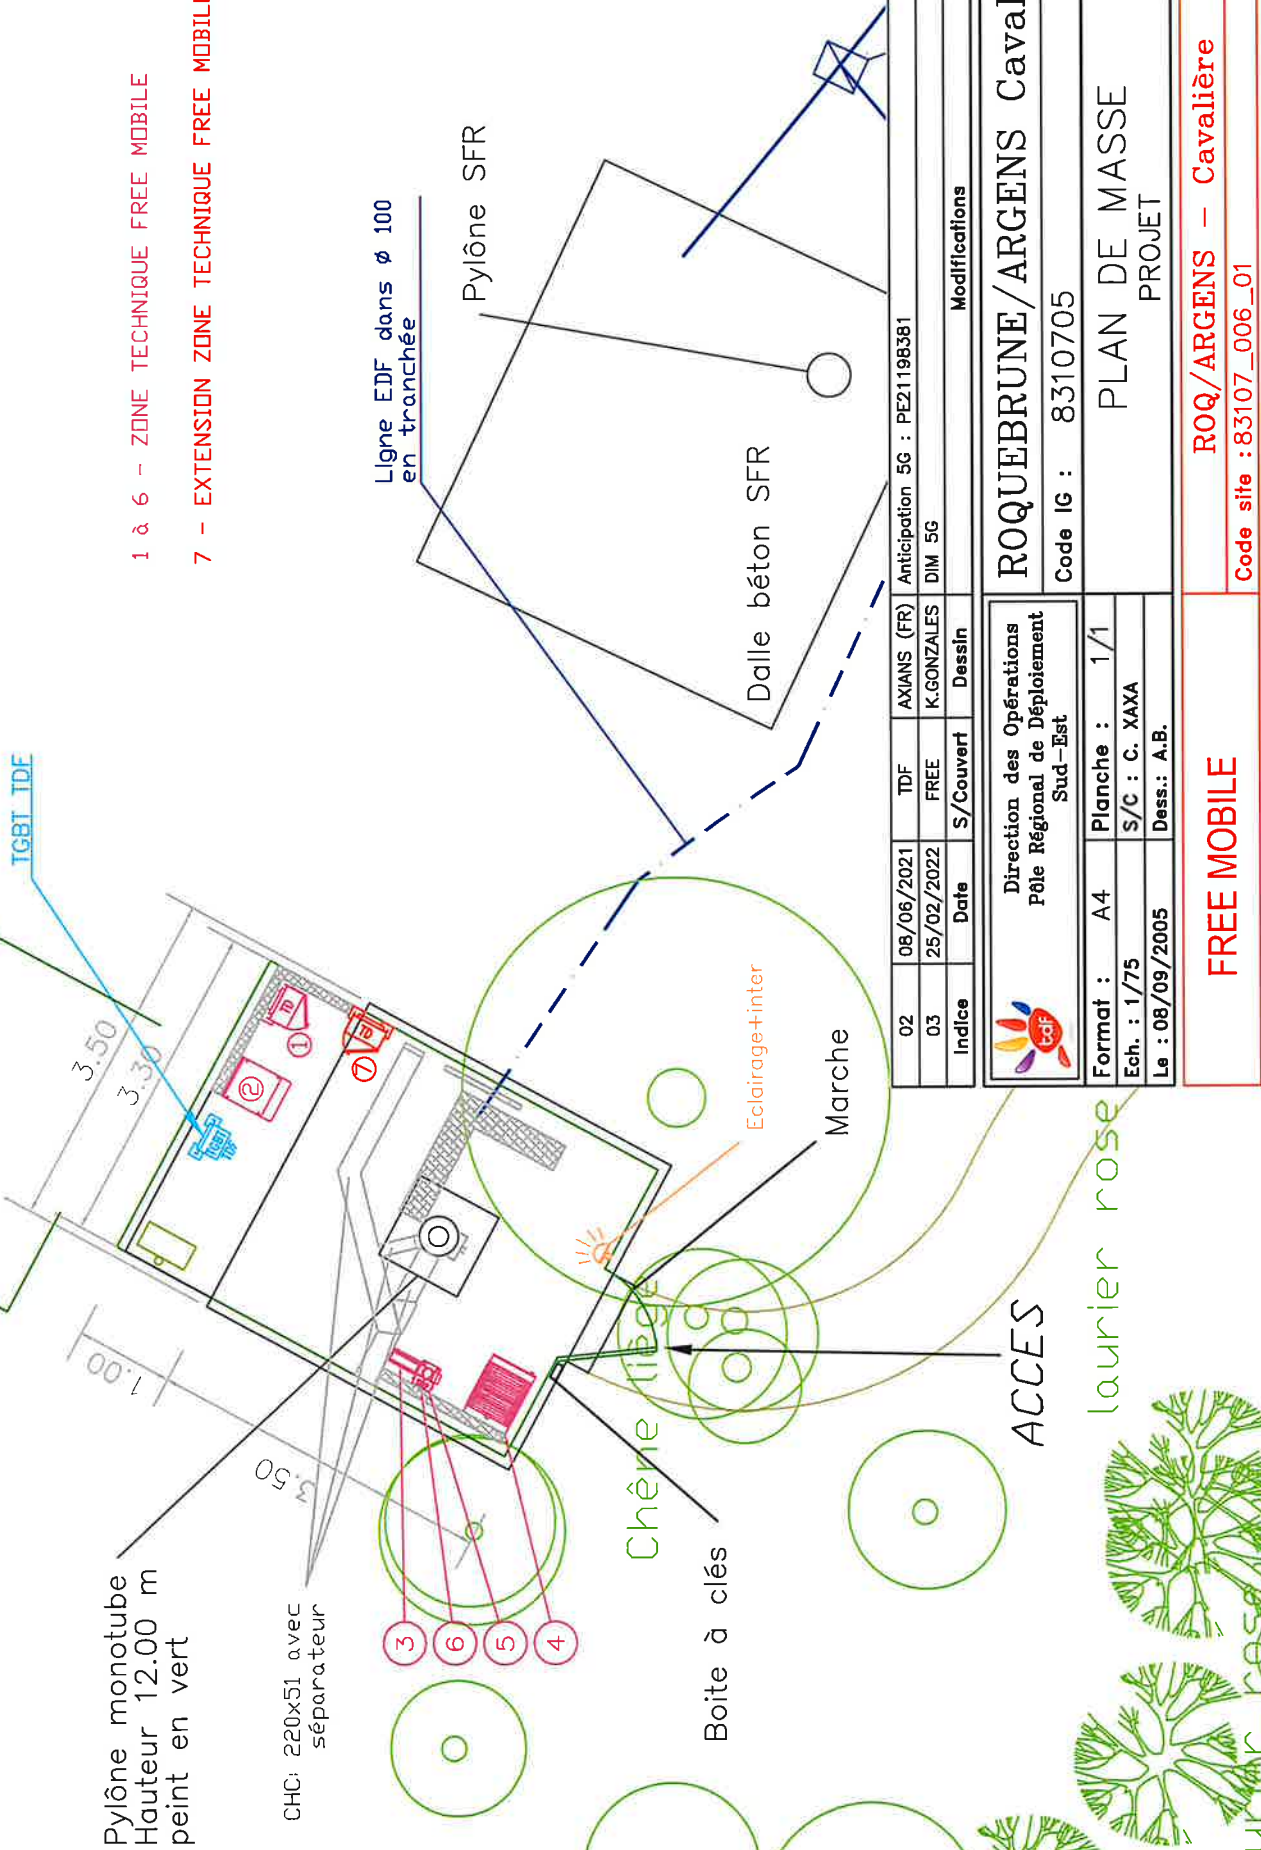 1 à 6 - ZONE TECHNIQUE FREE MOBILE
7 - EXTENSION ZONE TECHNIQUE FREE MOBILE
TGBT TDF
Ligne EDF dans ø 100
en tranchée
Pylône SFR
Dalle béton SFR
3.50
3.30
1.00
3.50
TD
1
2
TGBT
TDF
TD
7
Pylône monotube
Hauteur 12.00 m
peint en vert
CHC: 220x51 avec
séparateur
3
6
5
4
Eclairage+inter
Marche
Chêne liège
Boite à clés
ACCES
laurier rose
02 08/06/2021 TDF AXIANS (FR) Anticipation 5G : PE21198381
03 25/02/2022 FREE K.GONZALES DIM 5G
Indice Date S/Couvert Dessin Modifications
tdf
Direction des Opérations
Pôle Régional de Déploiement
Sud-Est
ROQUEBRUNE/ARGENS Caval
Code IG : 8310705
Format : A4 Planche : 1/1
Ech. : 1/75 S/C : C. XAXA
Le : 08/09/2005 Dess.: A.B.
PLAN DE MASSE
PROJET
FREE MOBILE
ROQ/ARGENS - Cavalière
Code site :83107_006_01